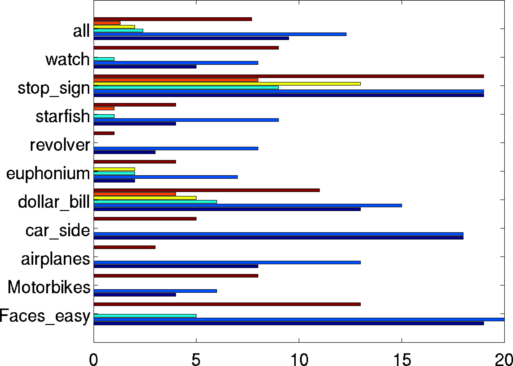 all
watch
stop_sign
starfish
revolver
euphonium
dollar_bill
car_side
airplanes
Motorbikes
Faces_easy
0 5 10 15 20